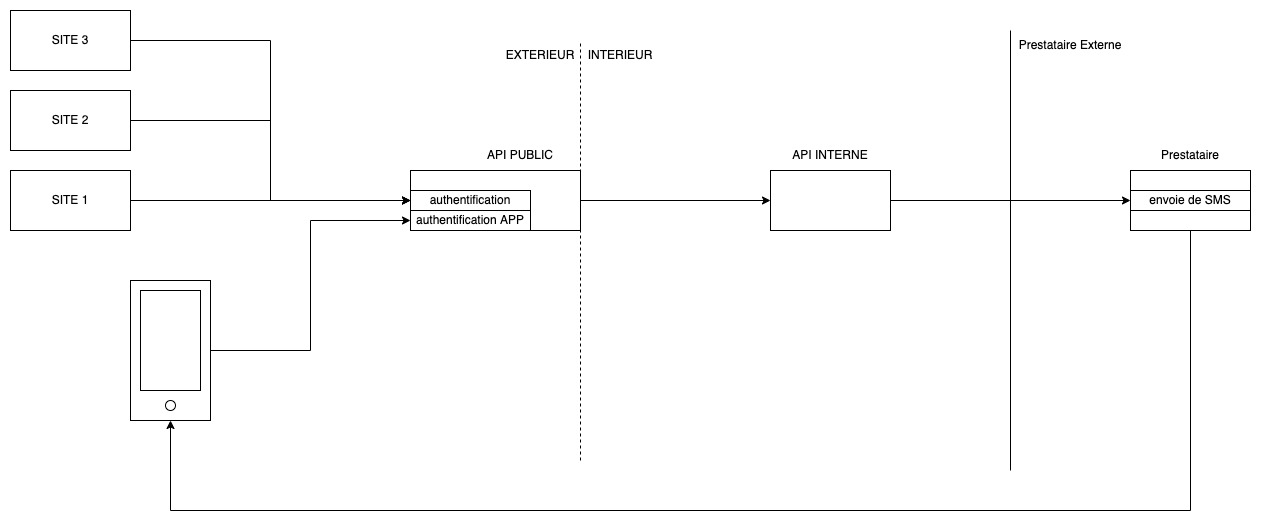 SITE 3
EXTERIEUR
INTERIEUR
Prestataire Externe
SITE 2
API PUBLIC
API INTERNE
Prestataire
SITE 1
authentification
envoie de SMS
authentification APP